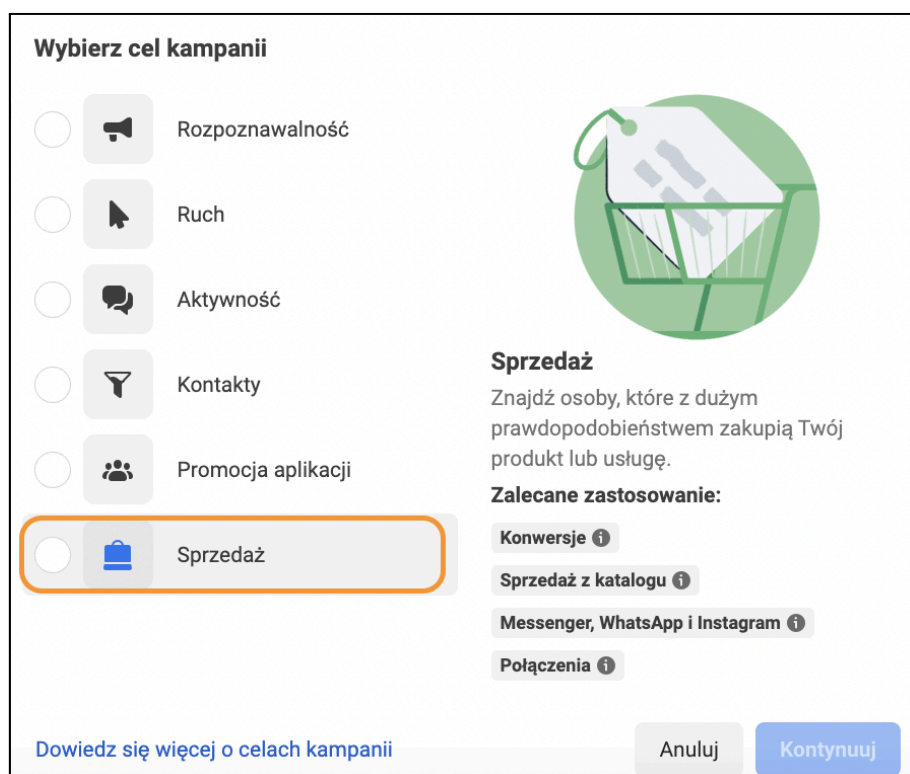 Wybierz cel kampanii
Rozpoznawalność
Ruch
Aktywność
Kontakty
Promocja aplikacji
Sprzedaż
Sprzedaż
Znajdź osoby, które z dużym
prawdopodobieństwem zakupią Twój
produkt lub usługę.
Zalecane zastosowanie:
Konwersje
Sprzedaż z katalogu
Messenger, WhatsApp i Instagram
Połączenia
Dowiedz się więcej o celach kampanii
Anuluj
Kontynuuj